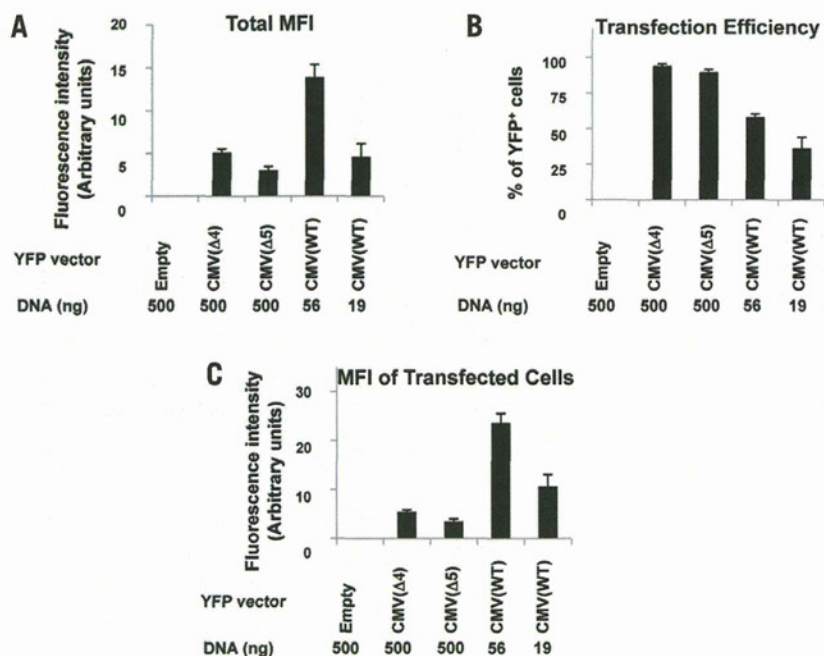 A
Total MFI
Fluorescence intensity
(Arbitrary units)
20
15
10
5
0
YFP vector
Empty
CMV(Δ4)
CMV(Δ5)
CMV(WT)
CMV(WT)
DNA (ng)
500 500 500 56 19
B
Transfection Efficiency
% of YFP⁺ cells
100
75
50
25
0
YFP vector
Empty
CMV(Δ4)
CMV(Δ5)
CMV(WT)
CMV(WT)
DNA (ng)
500 500 500 56 19
C
MFI of Transfected Cells
Fluorescence intensity
(Arbitrary units)
30
20
10
0
YFP vector
Empty
CMV(Δ4)
CMV(Δ5)
CMV(WT)
CMV(WT)
DNA (ng)
500 500 500 56 19